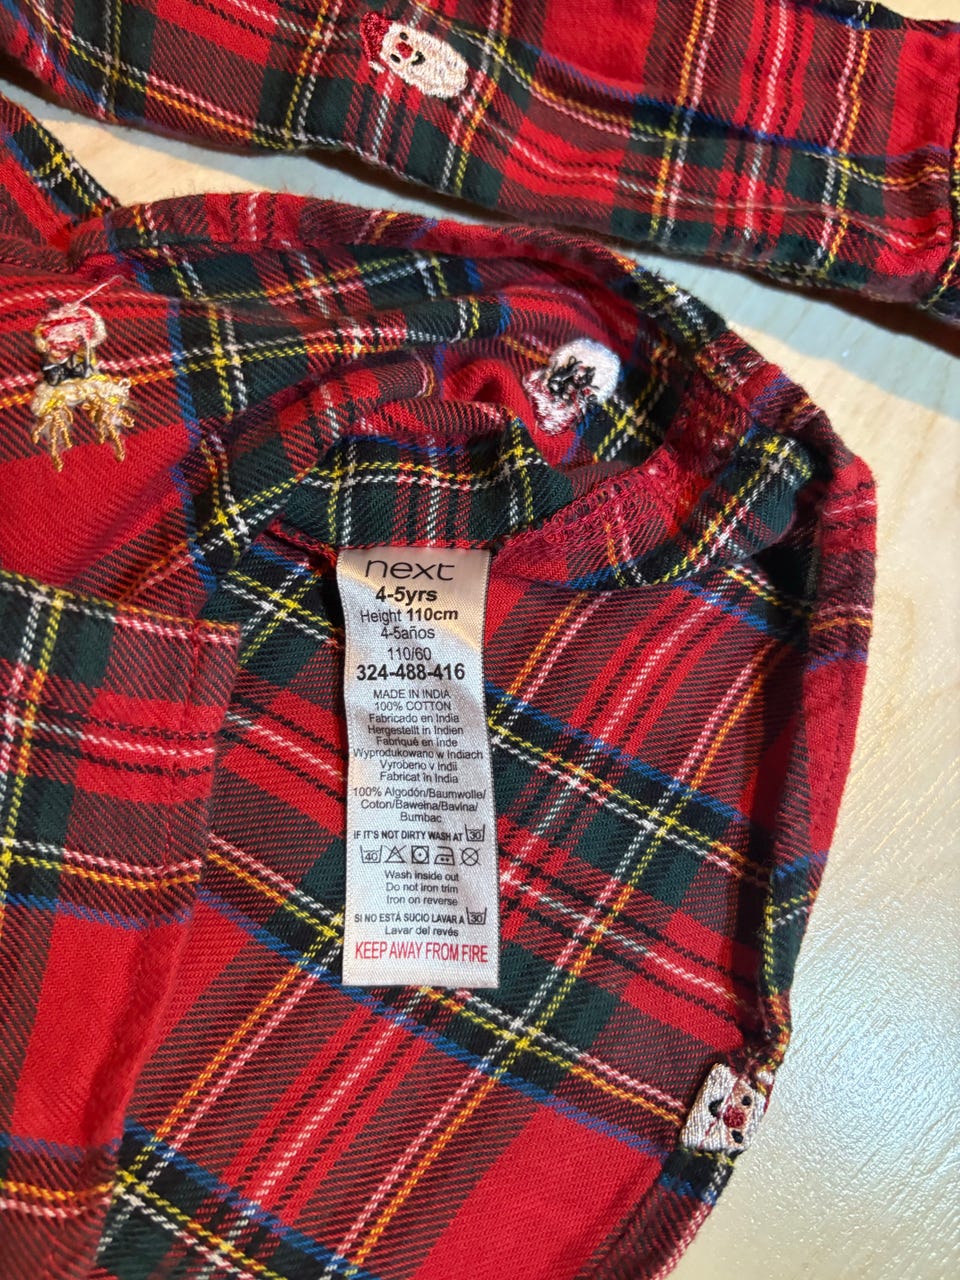 next
4-5yrs
Height 110cm
4-5años
110/60
324-488-416
MADE IN INDIA
100% COTTON
Fabricado en India
Hergestellt in Indien
Fabriqué en Inde
Wyprodukowano w Indiach
Vyrobeno v Indii
Fabricat în India
100% Algodón/Baumwolle/
Coton/Bawełna/Bavlna/
Bumbac
IF IT'S NOT DIRTY WASH AT 30
40
Wash inside out
Do not iron trim
Iron on reverse
SI NO ESTÁ SUCIO LAVAR A 30
Lavar del revés
KEEP AWAY FROM FIRE